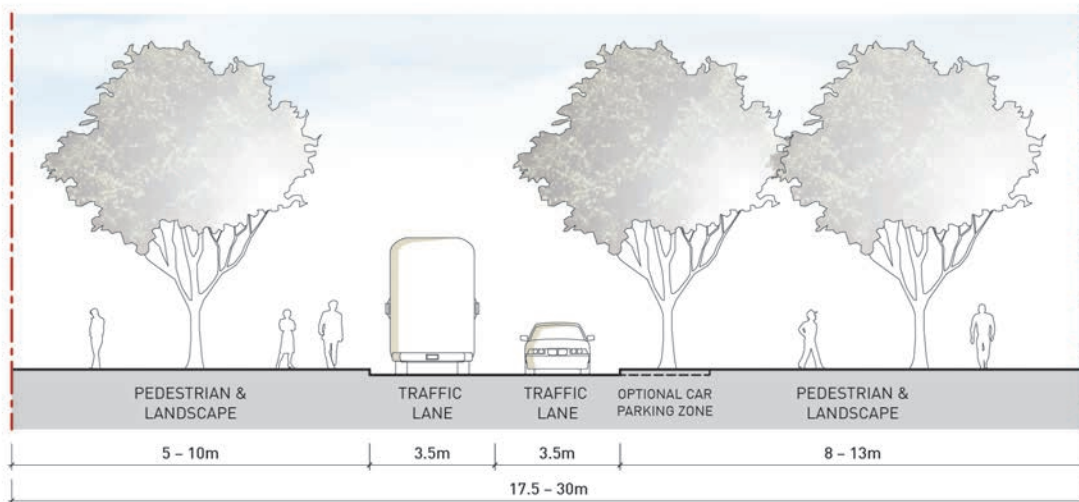 PEDESTRIAN &
LANDSCAPE
TRAFFIC
LANE
TRAFFIC
LANE
OPTIONAL CAR
PARKING ZONE
PEDESTRIAN &
LANDSCAPE
5 – 10m
3.5m
3.5m
8 – 13m
17.5 – 30m